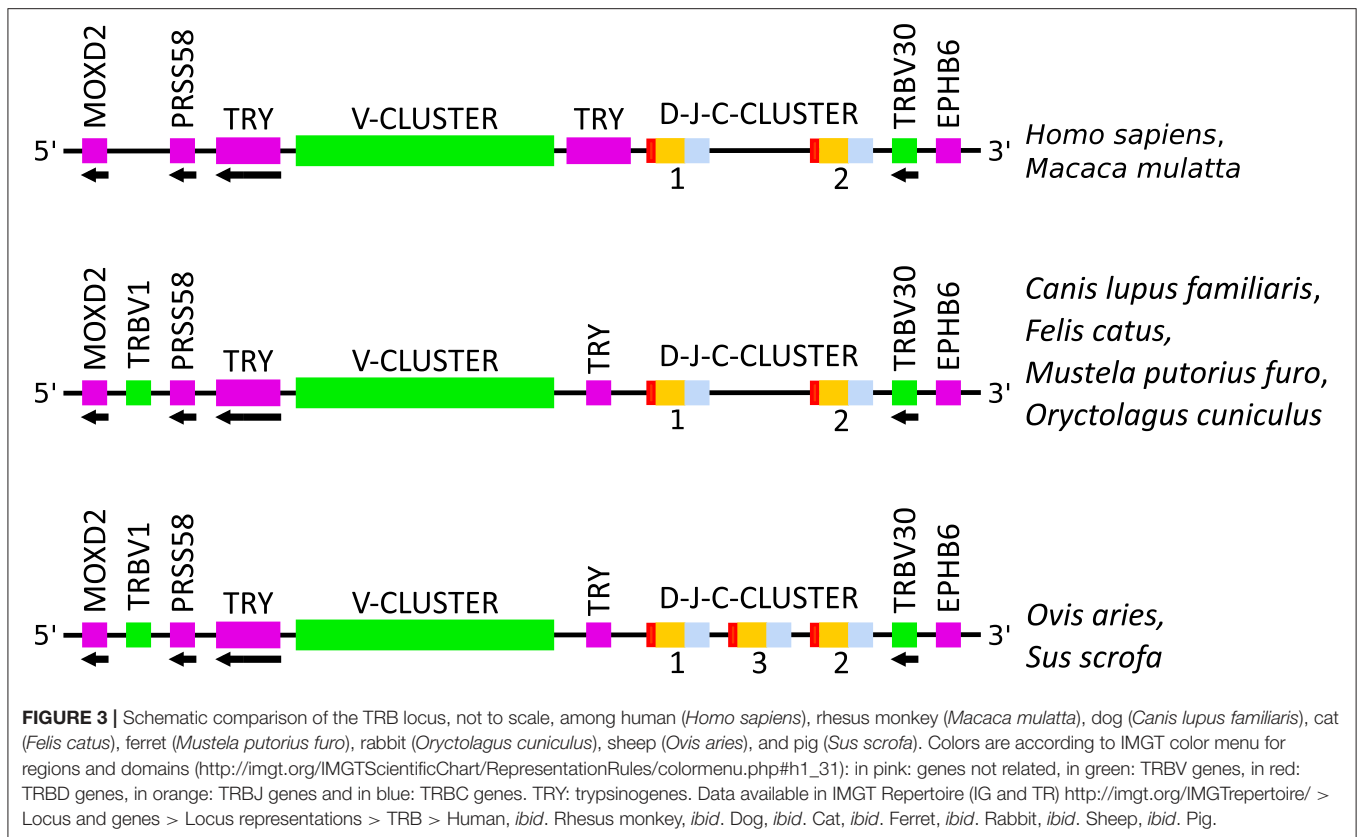 MOXD2
PRSS58
TRY
V-CLUSTER
TRY
D-J-C-CLUSTER
TRBV30
EPHB6
5'
3'
1
2
Homo sapiens,
Macaca mulatta
MOXD2
TRBV1
PRSS58
TRY
V-CLUSTER
TRY
D-J-C-CLUSTER
TRBV30
EPHB6
5'
3'
1
2
Canis lupus familiaris,
Felis catus,
Mustela putorius furo,
Oryctolagus cuniculus
MOXD2
TRBV1
PRSS58
TRY
V-CLUSTER
TRY
D-J-C-CLUSTER
TRBV30
EPHB6
5'
3'
1
3
2
Ovis aries,
Sus scrofa
FIGURE 3 | Schematic comparison of the TRB locus, not to scale, among human (Homo sapiens), rhesus monkey (Macaca mulatta), dog (Canis lupus familiaris), cat
(Felis catus), ferret (Mustela putorius furo), rabbit (Oryctolagus cuniculus), sheep (Ovis aries), and pig (Sus scrofa). Colors are according to IMGT color menu for
regions and domains (http://imgt.org/IMGTScientificChart/RepresentationRules/colormenu.php#h1_31): in pink: genes not related, in green: TRBV genes, in red:
TRBD genes, in orange: TRBJ genes and in blue: TRBC genes. TRY: trypsinogenes. Data available in IMGT Repertoire (IG and TR) http://imgt.org/IMGTrepertoire/ >
Locus and genes > Locus representations > TRB > Human, ibid. Rhesus monkey, ibid. Dog, ibid. Cat, ibid. Ferret, ibid. Rabbit, ibid. Sheep, ibid. Pig.